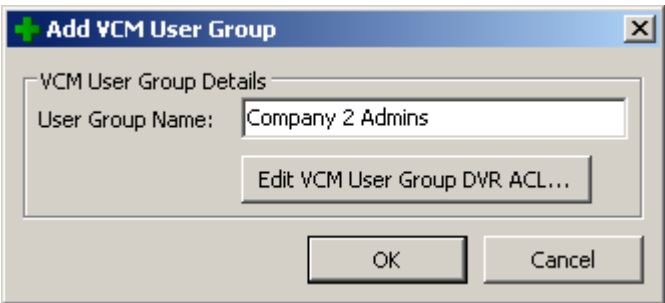 Add VCM User Group
VCM User Group Details
User Group Name: Company 2 Admins
Edit VCM User Group DVR ACL...
OK Cancel